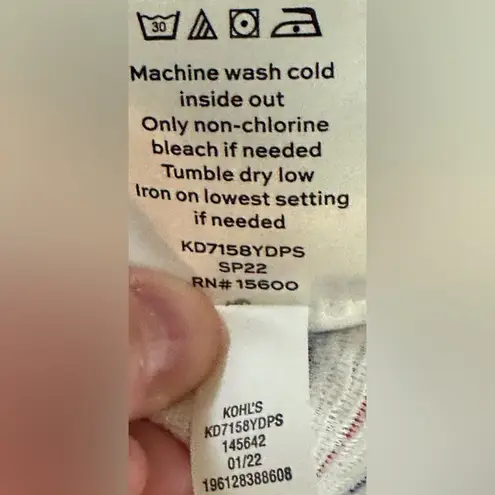 30
Machine wash cold
inside out
Only non-chlorine
bleach if needed
Tumble dry low
Iron on lowest setting
if needed
KD7158YDPS
SP22
RN# 15600
KOHL'S
KD7158YDPS
145642
01/22
196128388608